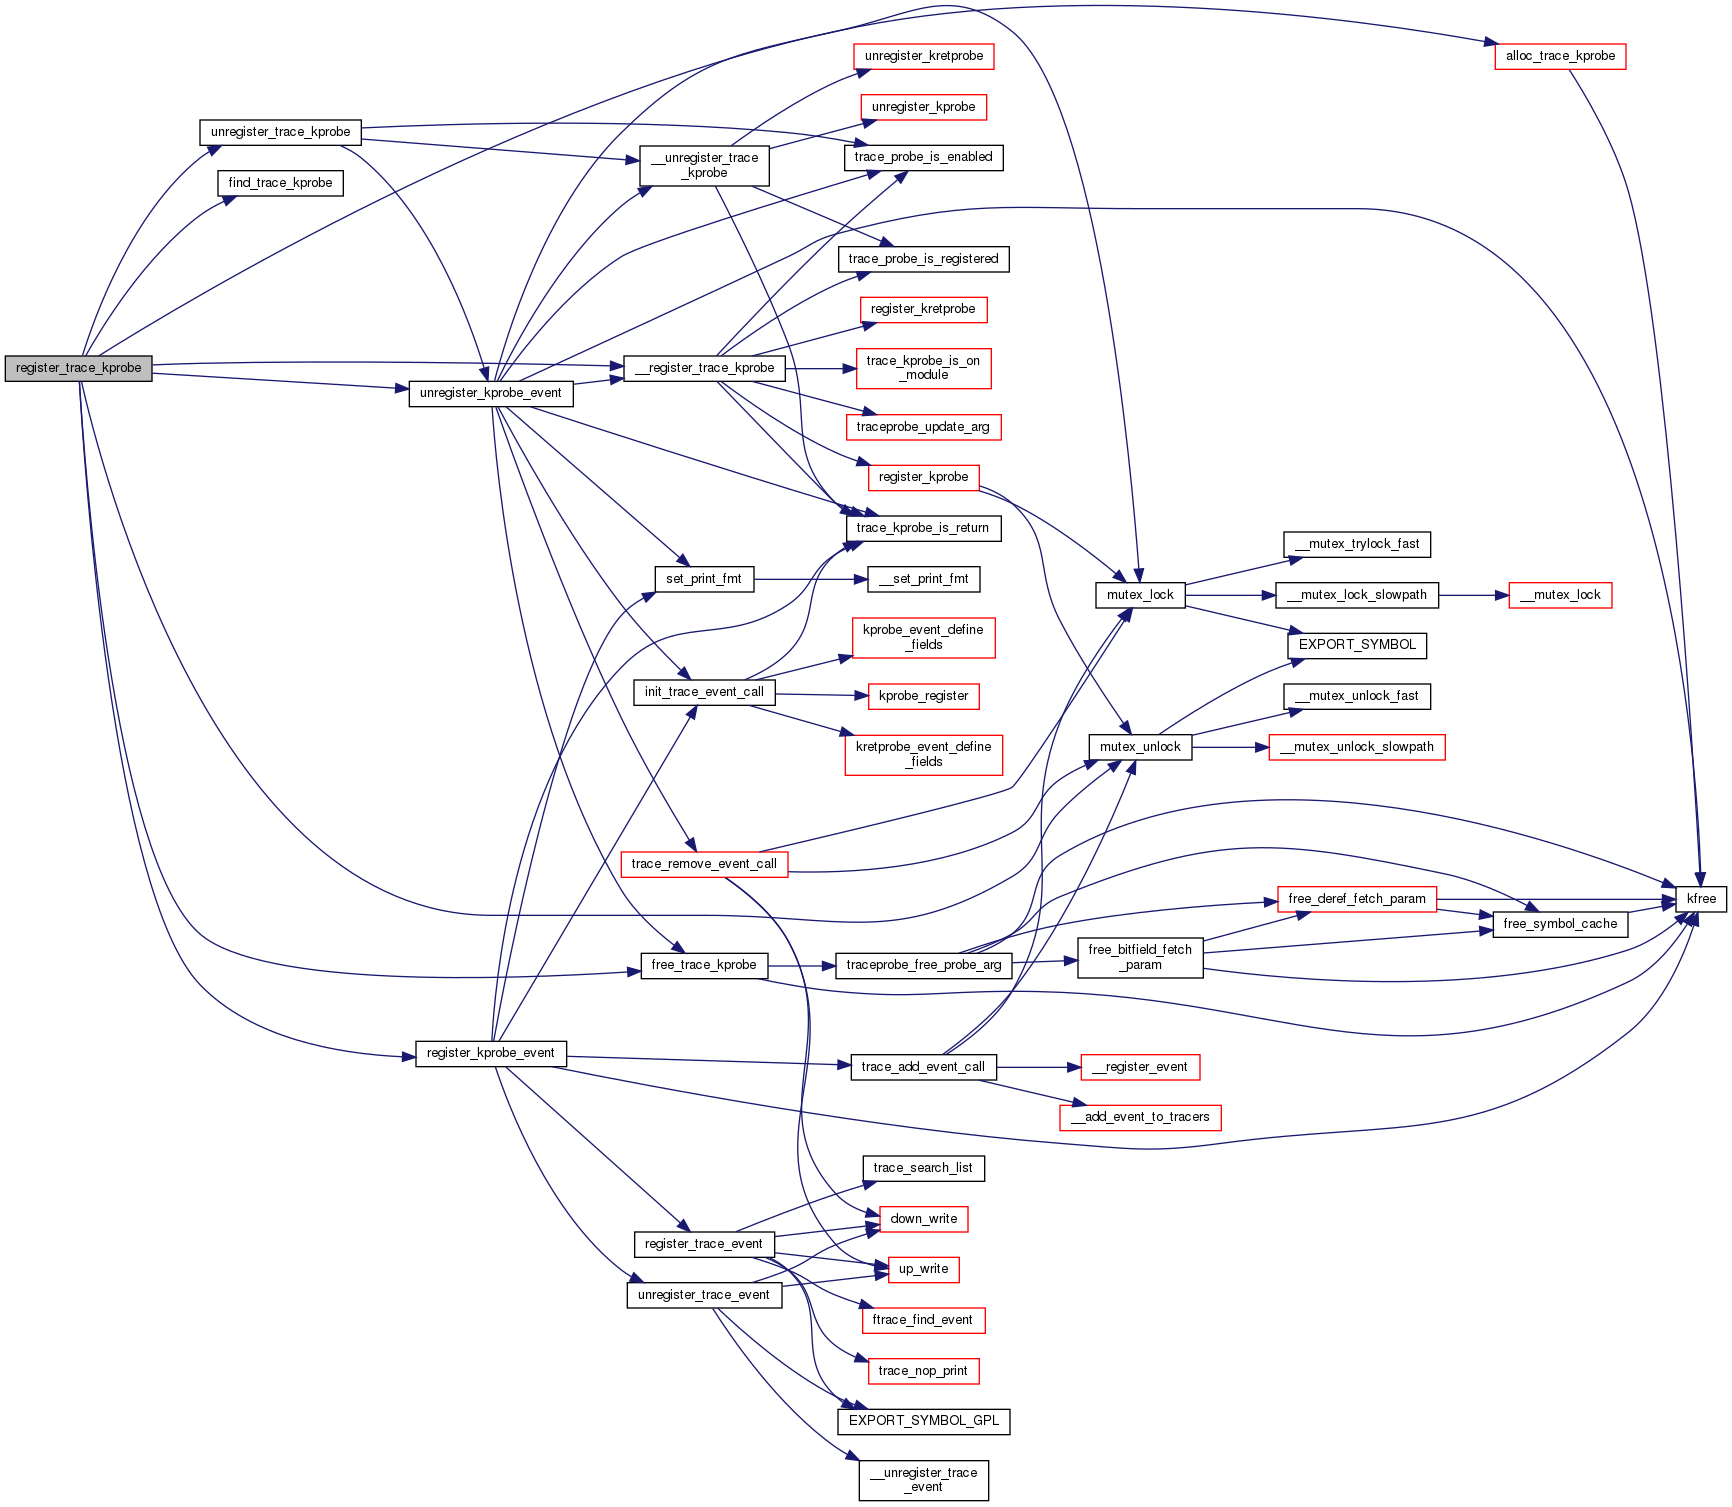 register_trace_kprobe
unregister_trace_kprobe
find_trace_kprobe
unregister_kprobe_event
register_kprobe_event
__unregister_trace
_kprobe
__register_trace_kprobe
set_print_fmt
init_trace_event_call
trace_remove_event_call
free_trace_kprobe
register_trace_event
unregister_trace_event
unregister_kretprobe
unregister_kprobe
trace_probe_is_enabled
trace_probe_is_registered
register_kretprobe
trace_kprobe_is_on
_module
traceprobe_update_arg
register_kprobe
trace_kprobe_is_return
__set_print_fmt
kprobe_event_define
_fields
kprobe_register
kretprobe_event_define
_fields
traceprobe_free_probe_arg
trace_add_event_call
trace_search_list
down_write
up_write
ftrace_find_event
trace_nop_print
EXPORT_SYMBOL_GPL
__unregister_trace
_event
mutex_lock
mutex_unlock
free_bitfield_fetch
_param
__register_event
__add_event_to_tracers
__mutex_trylock_fast
__mutex_lock_slowpath
EXPORT_SYMBOL
__mutex_unlock_fast
__mutex_unlock_slowpath
free_deref_fetch_param
alloc_trace_kprobe
__mutex_lock
free_symbol_cache
kfree